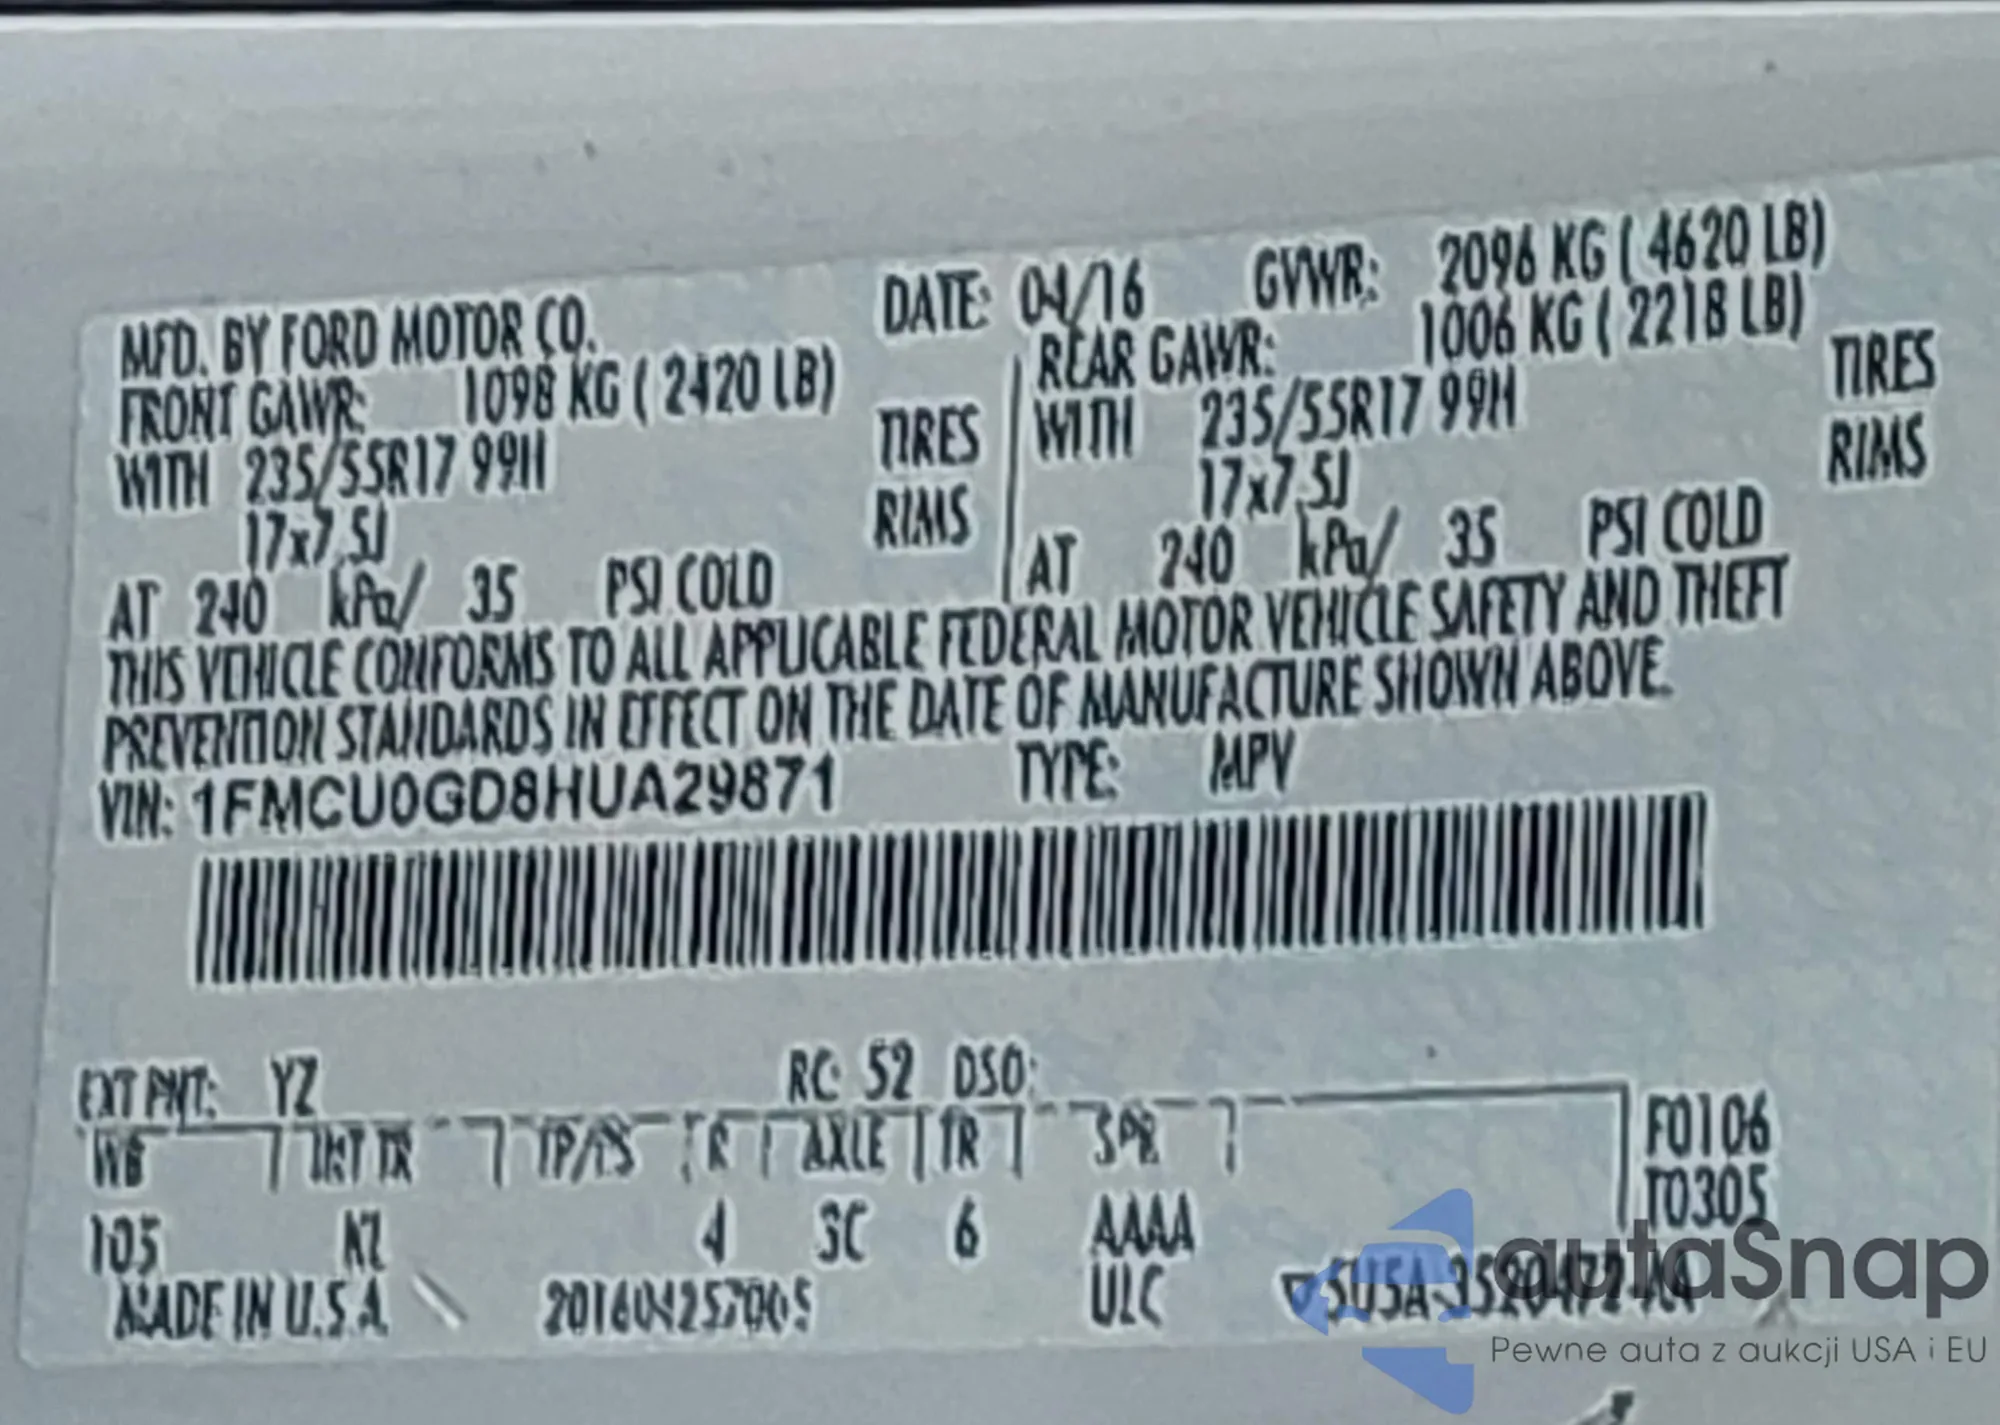 MFD. BY FORD MOTOR CO. DATE: 04/16 GVWR: 2096 KG ( 4620 LB)
FRONT GAWR: 1098 KG ( 2420 LB) REAR GAWR: 1006 KG ( 2218 LB)
WITH 235/55R17 99H TIRES WITH 235/55R17 99H TIRES
17x7.5J RIMS 17x7.5J RIMS
AT 240 kPa/ 35 PSI COLD AT 240 kPa/ 35 PSI COLD
THIS VEHICLE CONFORMS TO ALL APPLICABLE FEDERAL MOTOR VEHICLE SAFETY AND THEFT
PREVENTION STANDARDS IN EFFECT ON THE DATE OF MANUFACTURE SHOWN ABOVE.
VIN: 1FMCU0GD8HUA29871 TYPE: MPV
EXT PNT: YZ RC: 52 DSO:
WB INT TR TP/PS R AXLE TR SPR F0106
T0305
105 4 6 AAAA
MADE IN U.S.A. ULC
autaSnap
Pewne auta z aukcji USA i EU